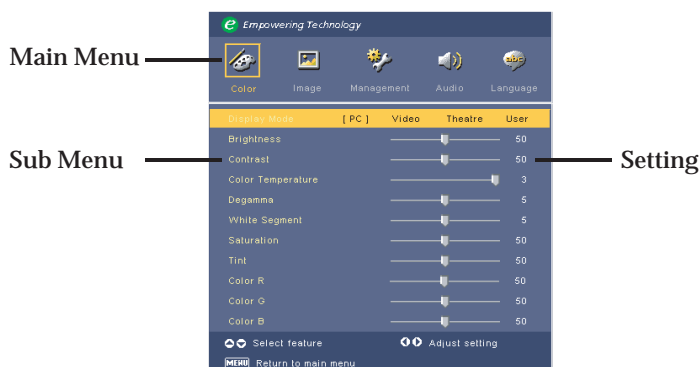 e Empowering Technology
Main Menu
Color Image Management Audio Language
abc
Display Mode [ PC ] Video Theatre User
Brightness 50
Sub Menu
Contrast 50
Setting
Color Temperature 3
Degamma 5
White Segment 5
Saturation 50
Tint 50
Color R 50
Color G 50
Color B 50
Select feature Adjust setting
MENU Return to main menu